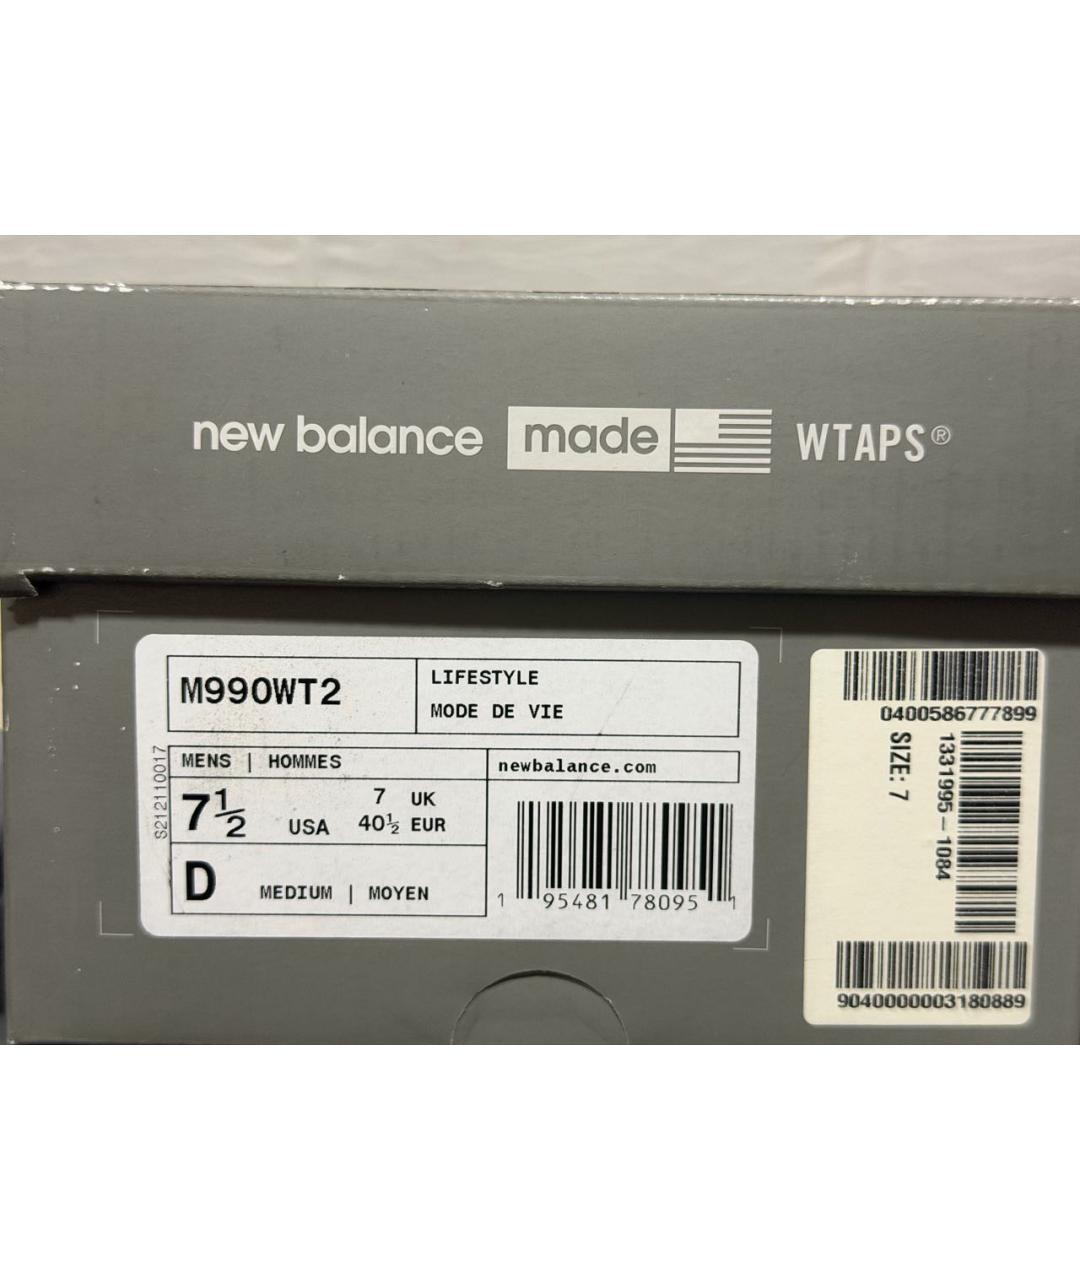 new balance made WTAPS®
M990WT2
LIFESTYLE
MODE DE VIE
MENS | HOMMES
7½ USA
7 UK
40½ EUR
D MEDIUM | MOYEN
newbalance.com
1 95481 78095 1
S212110017
0400586777899
SIZE: 7
1331995-1084
9040000003180889